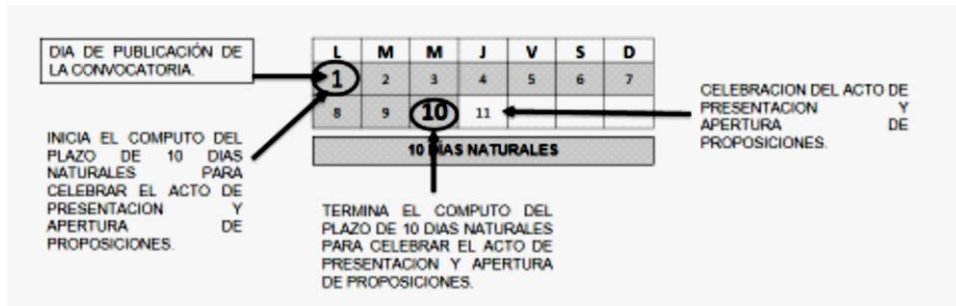 DIA DE PUBLICACIÓN DE
LA CONVOCATORIA.
L M M J V S D
1 2 3 4 5 6 7
8 9 10 11
10 DIAS NATURALES
INICIA EL COMPUTO DEL
PLAZO DE 10 DIAS
NATURALES PARA
CELEBRAR EL ACTO DE
PRESENTACION Y
APERTURA DE
PROPOSICIONES.
TERMINA EL COMPUTO DEL
PLAZO DE 10 DIAS NATURALES
PARA CELEBRAR EL ACTO DE
PRESENTACION Y APERTURA
DE PROPOSICIONES.
CELEBRACION DEL ACTO DE
PRESENTACION Y
APERTURA DE
PROPOSICIONES.